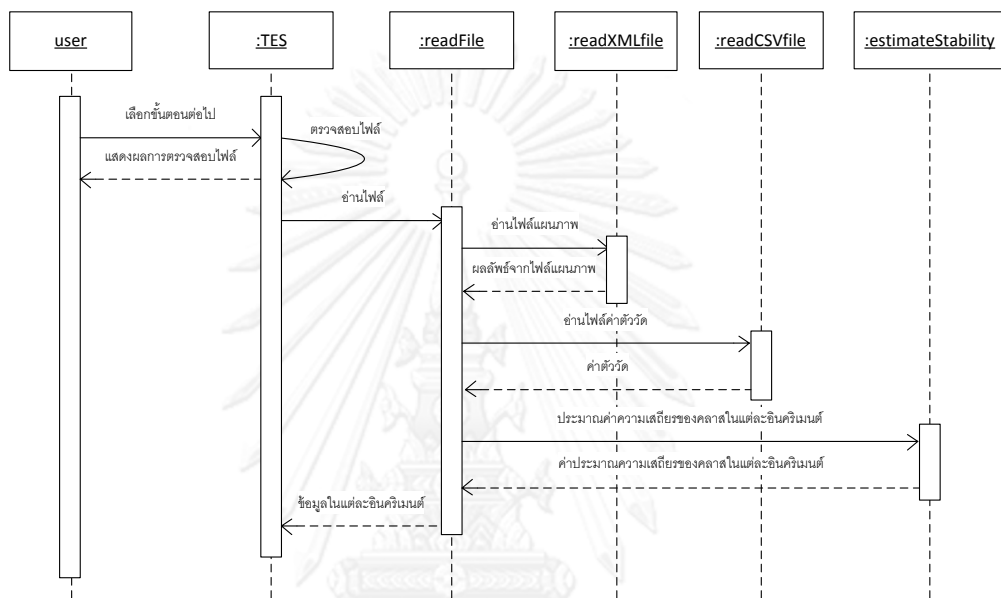 user
:TES
:readFile
:readXMLfile
:readCSVfile
:estimateStability
เลือกขั้นตอนต่อไป
ตรวจสอบไฟล์
แสดงผลการตรวจสอบไฟล์
อ่านไฟล์
อ่านไฟล์แผนภาพ
ผลลัพธ์จากไฟล์แผนภาพ
อ่านไฟล์ค่าตัววัด
ค่าตัววัด
ประมาณค่าความเสถียรของคลาสในแต่ละอินคริเมนต์
ค่าประมาณความเสถียรของคลาสในแต่ละอินคริเมนต์
ข้อมูลในแต่ละอินคริเมนต์